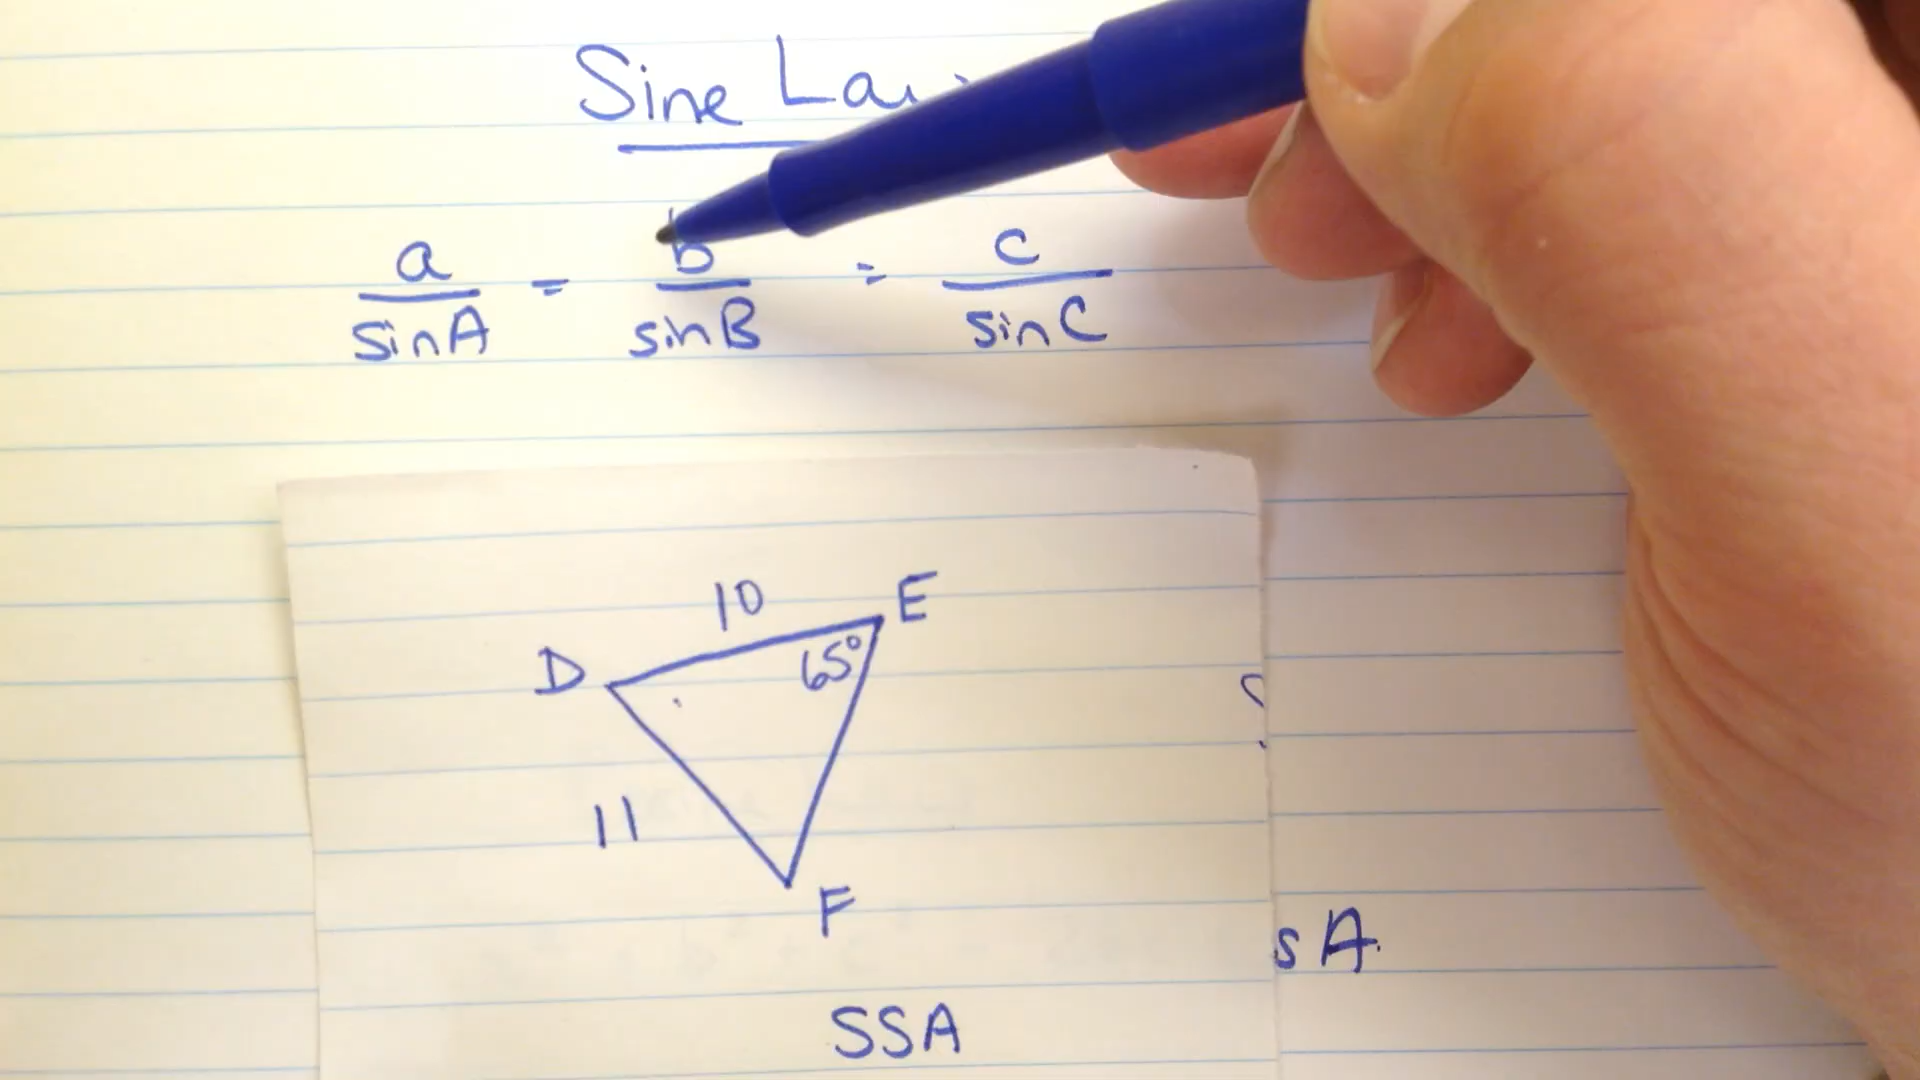 Sine La
a/sinA = b/sinB = c/sinC
10 E
D 65°
11
F
sA
SSA